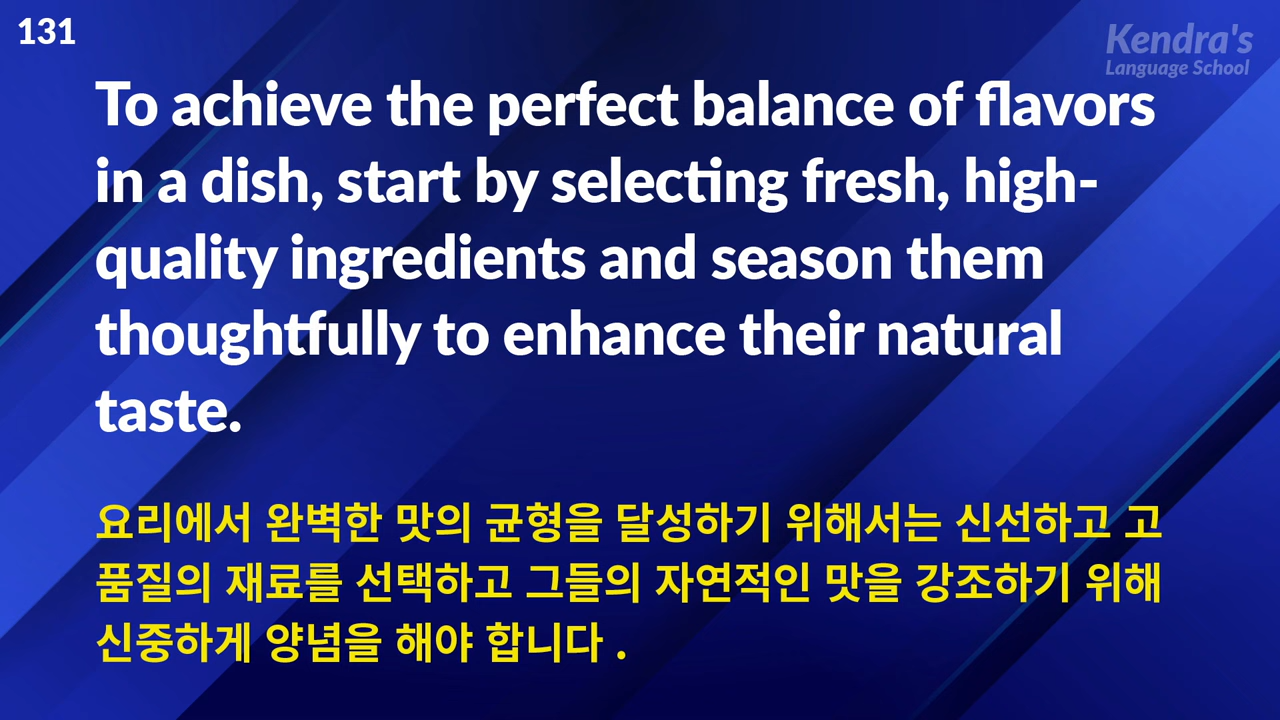 131
Kendra's
Language School
To achieve the perfect balance of flavors
in a dish, start by selecting fresh, high-
quality ingredients and season them
thoughtfully to enhance their natural
taste.
요리에서 완벽한 맛의 균형을 달성하기 위해서는 신선하고 고
품질의 재료를 선택하고 그들의 자연적인 맛을 강조하기 위해
신중하게 양념을 해야 합니다 .